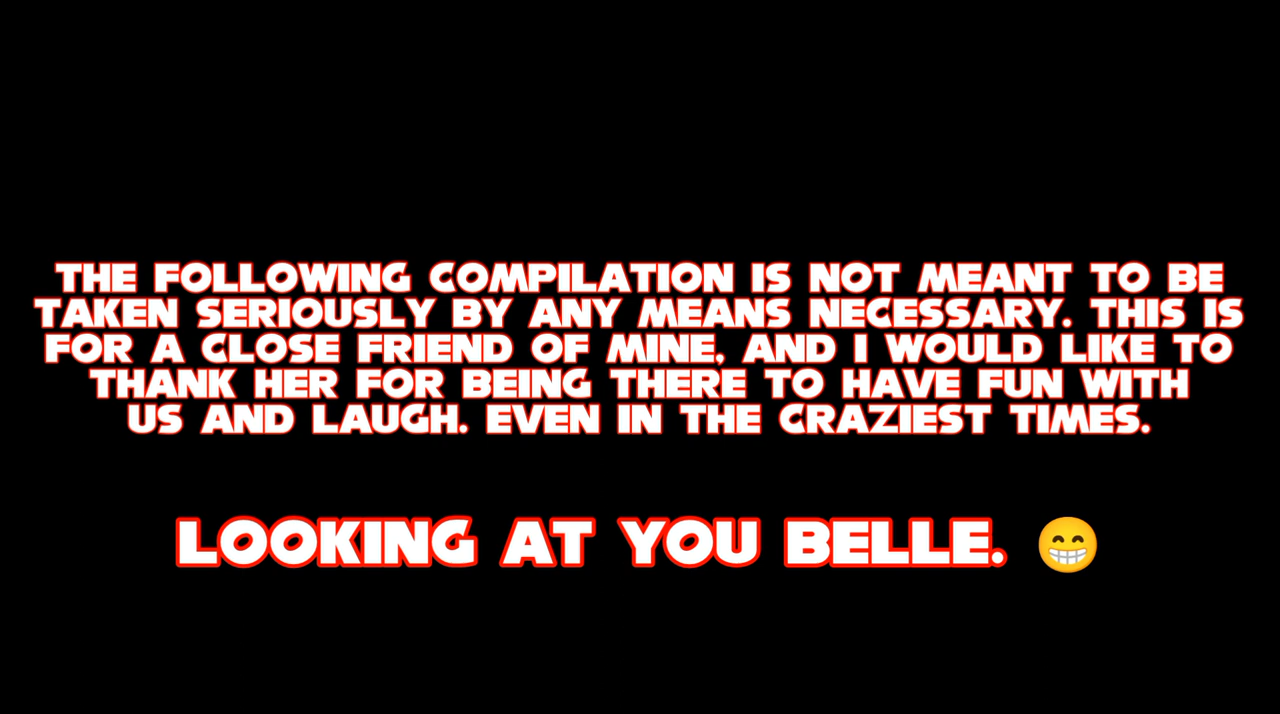 THE FOLLOWING COMPILATION IS NOT MEANT TO BE
TAKEN SERIOUSLY BY ANY MEANS NECESSARY. THIS IS
FOR A CLOSE FRIEND OF MINE, AND I WOULD LIKE TO
THANK HER FOR BEING THERE TO HAVE FUN WITH
US AND LAUGH. EVEN IN THE CRAZIEST TIMES.
LOOKING AT YOU BELLE. 😁